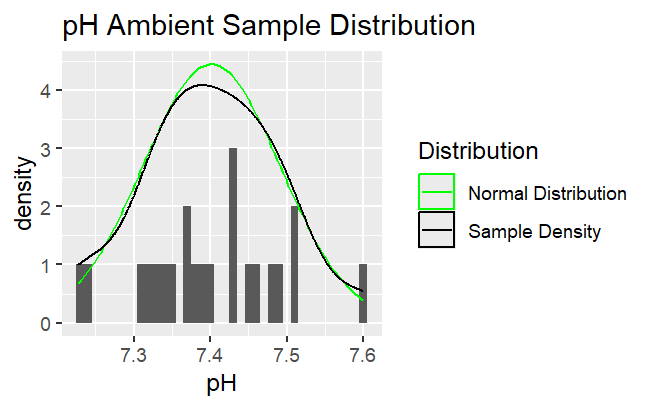 pH Ambient Sample Distribution
4
3
2
1
0
density
7.3 7.4 7.5 7.6
pH
Distribution
Normal Distribution
Sample Density